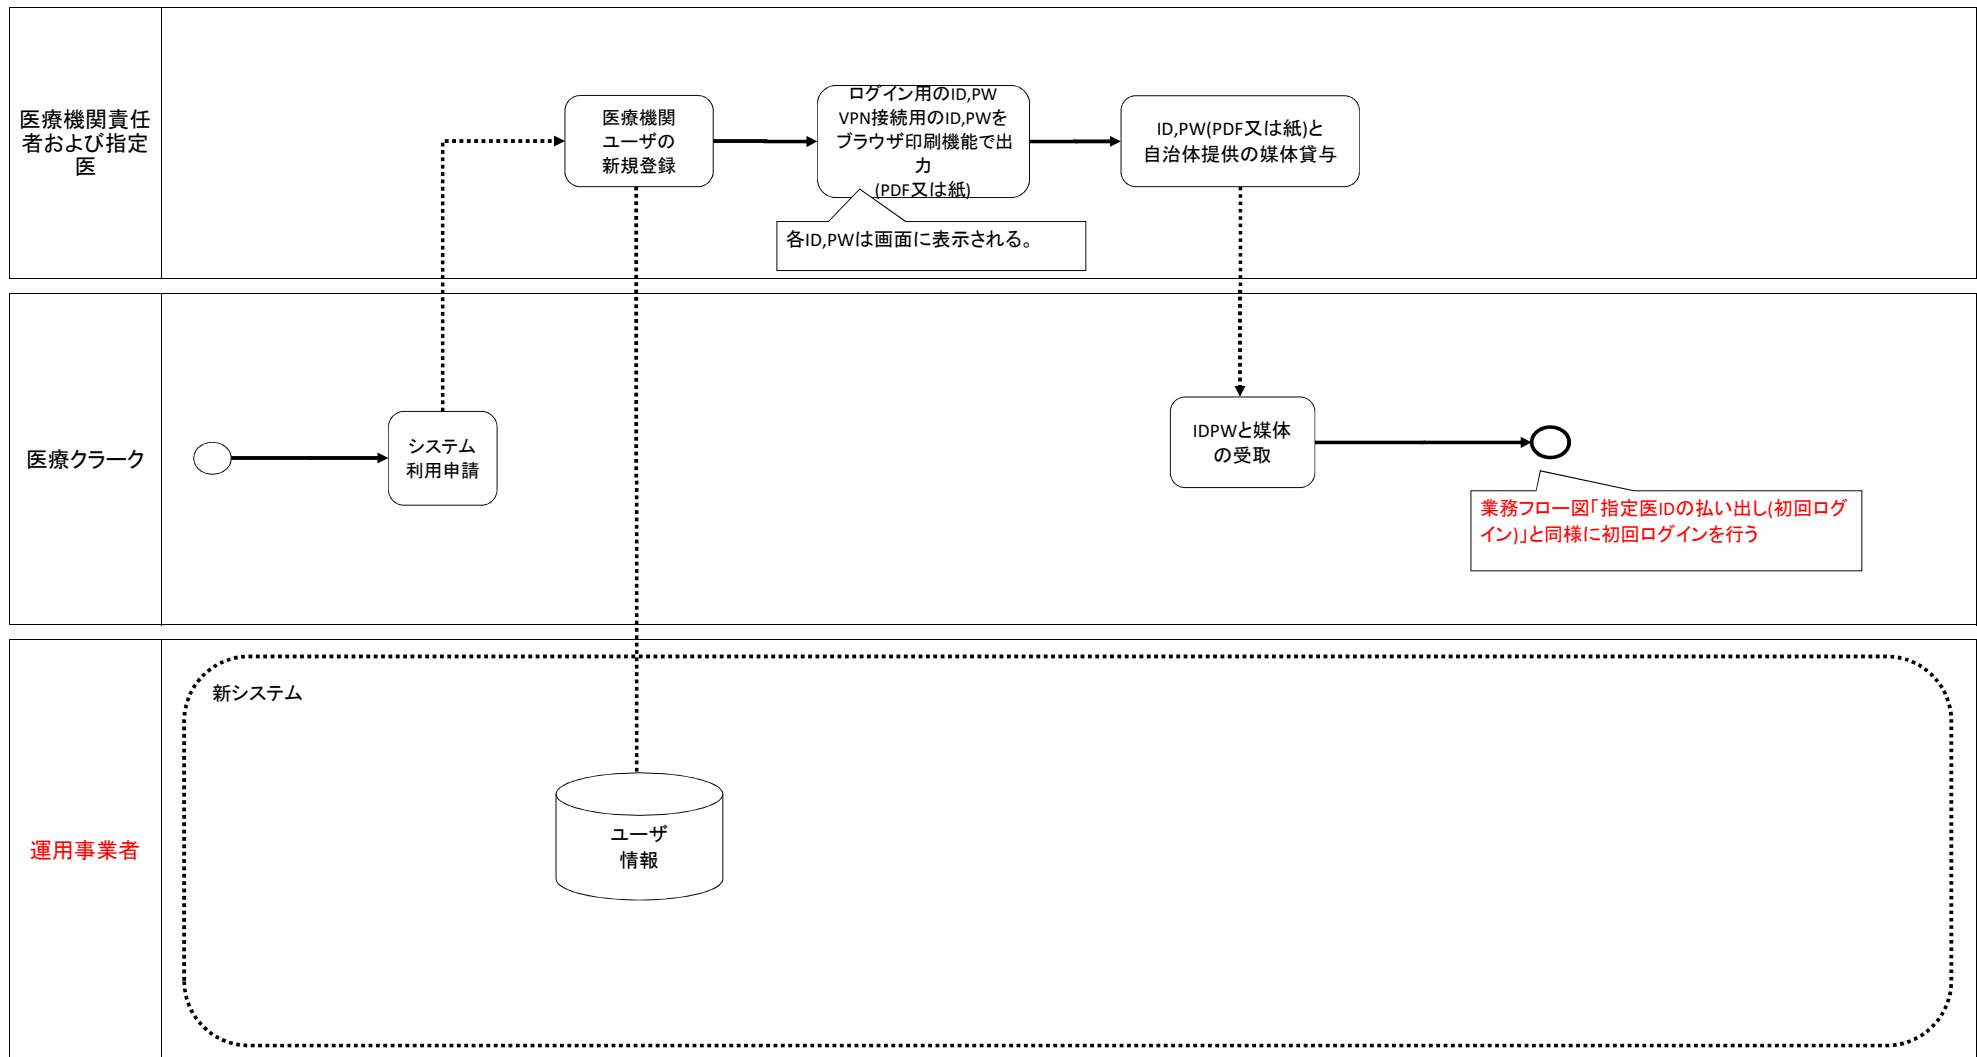 医療機関責任
者および指定
医
医療機関
ユーザの
新規登録
ログイン用のID,PW
VPN接続用のID,PWを
ブラウザ印刷機能で出
力
(PDF又は紙)
ID,PW(PDF又は紙)と
自治体提供の媒体貸与
各ID,PWは画面に表示される。
医療クラーク
システム
利用申請
IDPWと媒体
の受取
業務フロー図「指定医IDの払い出し(初回ログ
イン)」と同様に初回ログインを行う
運用事業者
新システム
ユーザ
情報